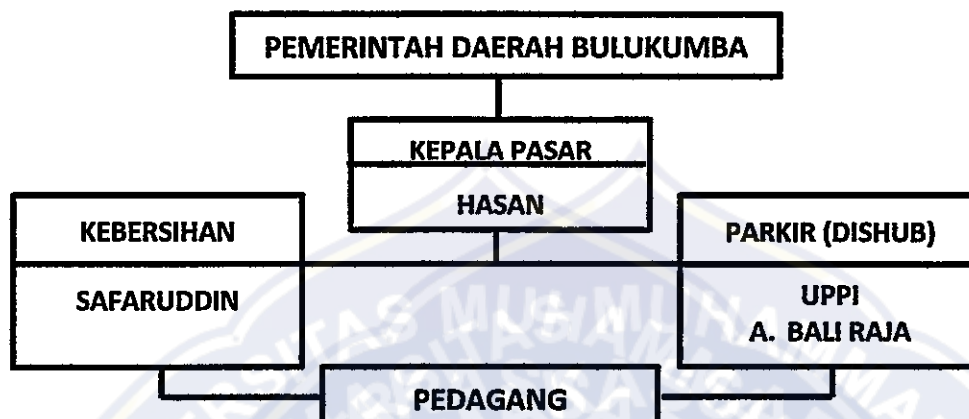 PEMERINTAH DAERAH BULUKUMBA
KEPALA PASAR
HASAN
KEBERSIHAN
SAFARUDDIN
PARKIR (DISHUB)
UPPI
A. BALI RAJA
PEDAGANG